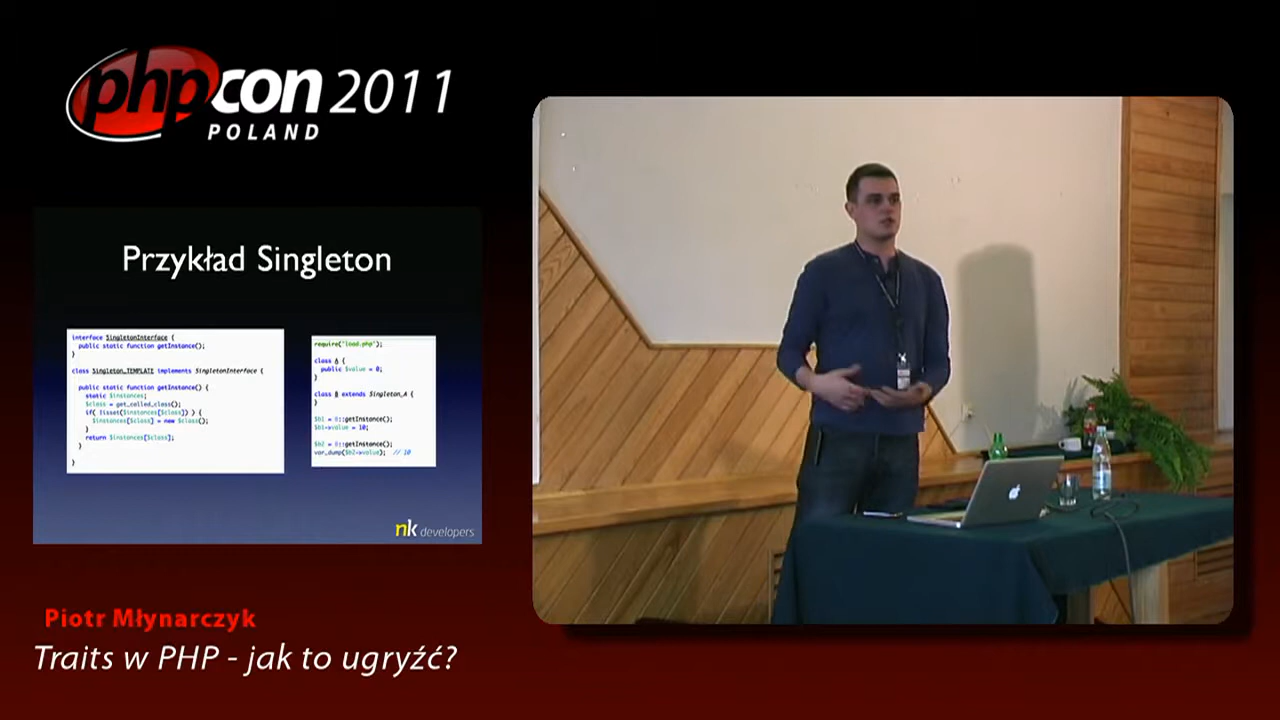 phpcon 2011
POLAND
Przykład Singleton
interface SingletonInterface {
public static function getInstance();
}
class Singleton_TEMPLATE implements SingletonInterface {
public static function getInstance() {
static $instances;
$class = get_called_class();
if( !isset($instances[$class]) ) {
$instances[$class] = new $class();
}
return $instances[$class];
}
}
require("load.php");
class A {
public $value = 0;
}
class B extends Singleton_A {
}
$b1 = B::getInstance();
$b1->value = 10;
$b2 = B::getInstance();
var_dump($b2->value); // 10
nk developers
Piotr Młynarczyk
Traits w PHP - jak to ugryźć?